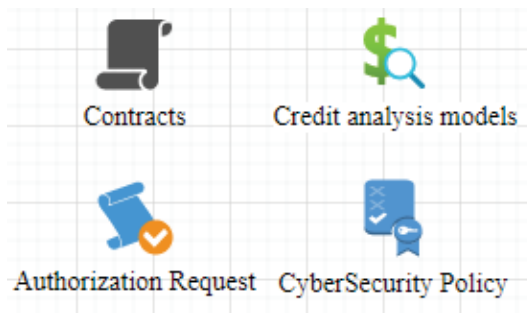 Contracts
Credit analysis models
Authorization Request
CyberSecurity Policy